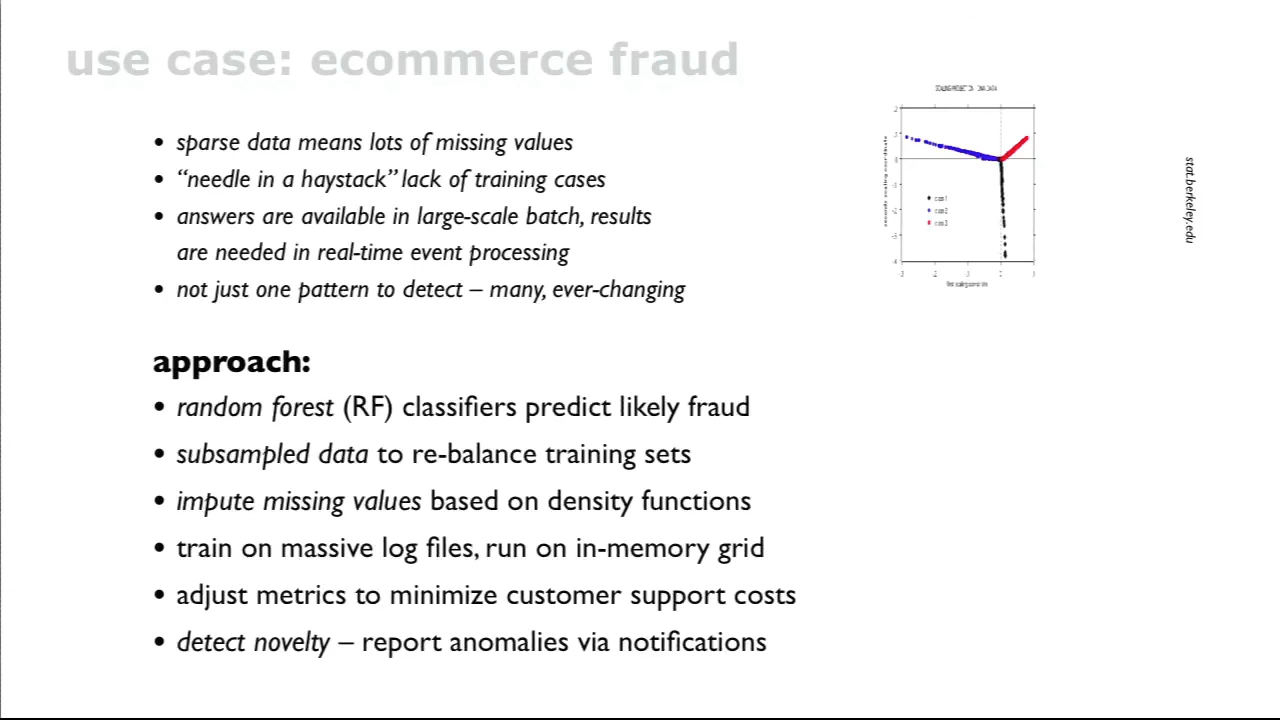 use case: ecommerce fraud
• sparse data means lots of missing values
• “needle in a haystack” lack of training cases
• answers are available in large-scale batch, results
are needed in real-time event processing
• not just one pattern to detect – many, ever-changing
approach:
• random forest (RF) classifiers predict likely fraud
• subsampled data to re-balance training sets
• impute missing values based on density functions
• train on massive log files, run on in-memory grid
• adjust metrics to minimize customer support costs
• detect novelty – report anomalies via notifications
second scaling coordinate
stat.berkeley.edu